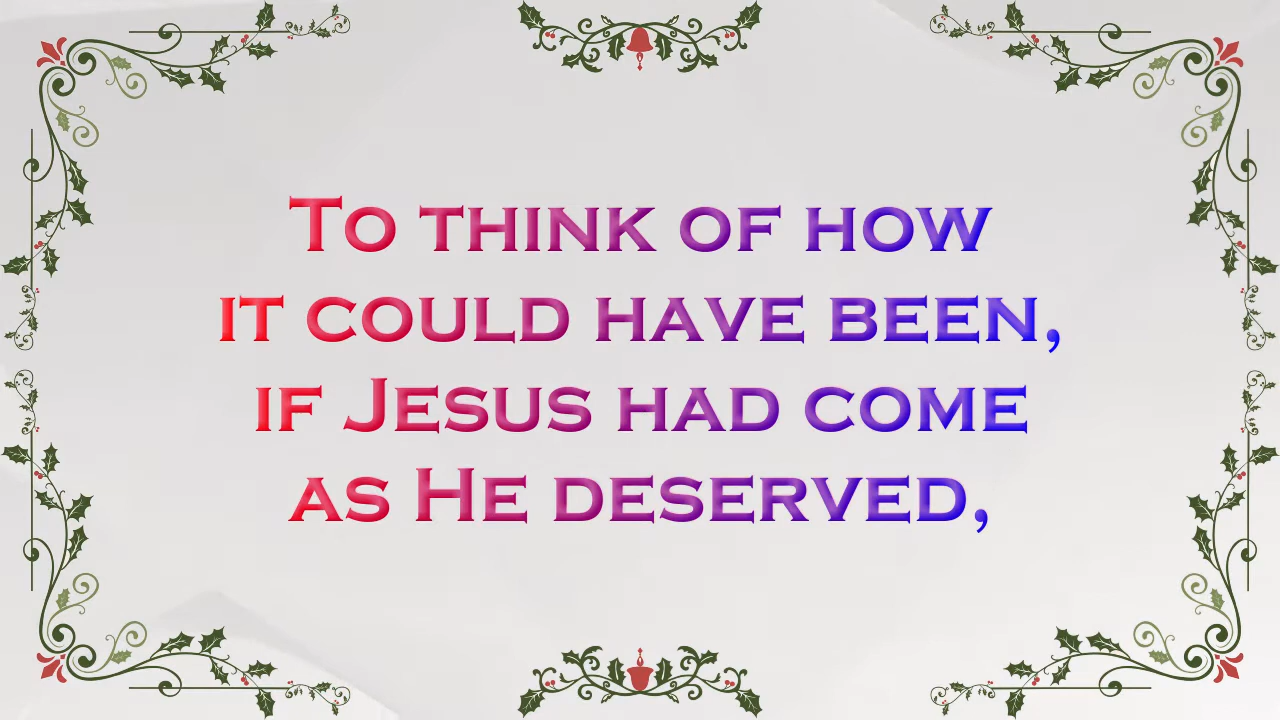 To think of how
it could have been,
if Jesus had come
as He deserved,